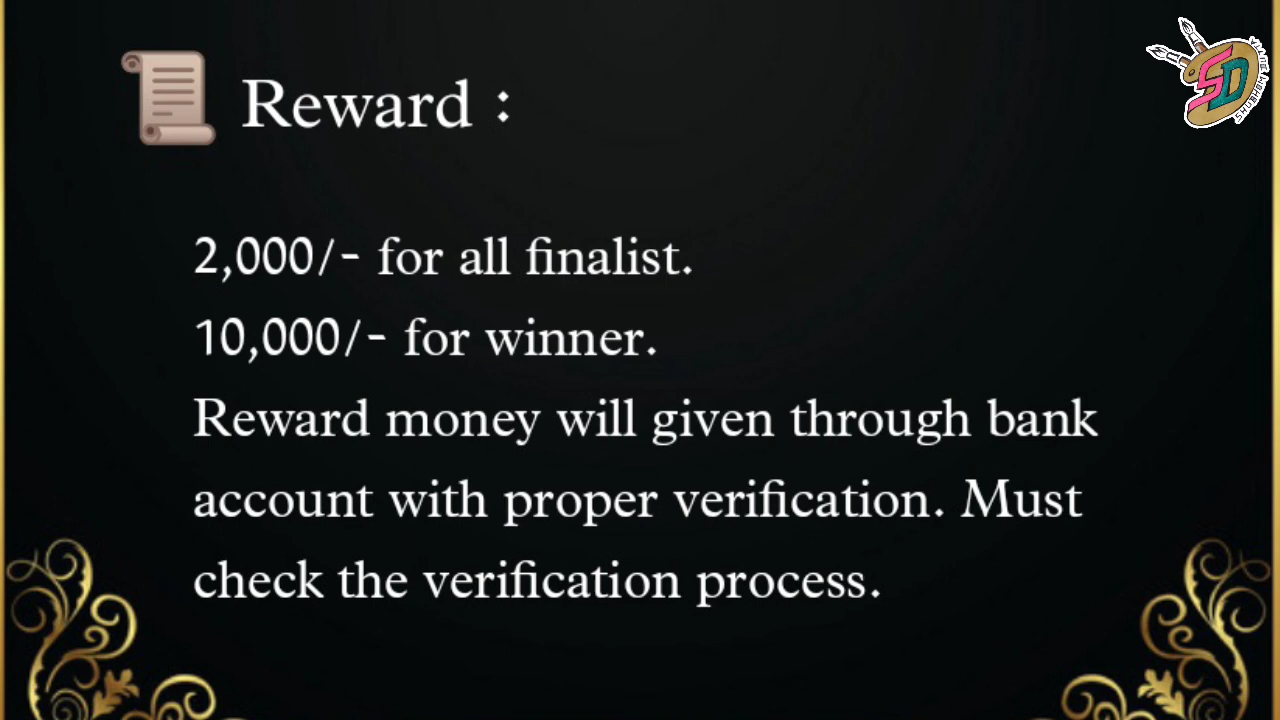 Reward :
2,000/- for all finalist.
10,000/- for winner.
Reward money will given through bank
account with proper verification. Must
check the verification process.
SD